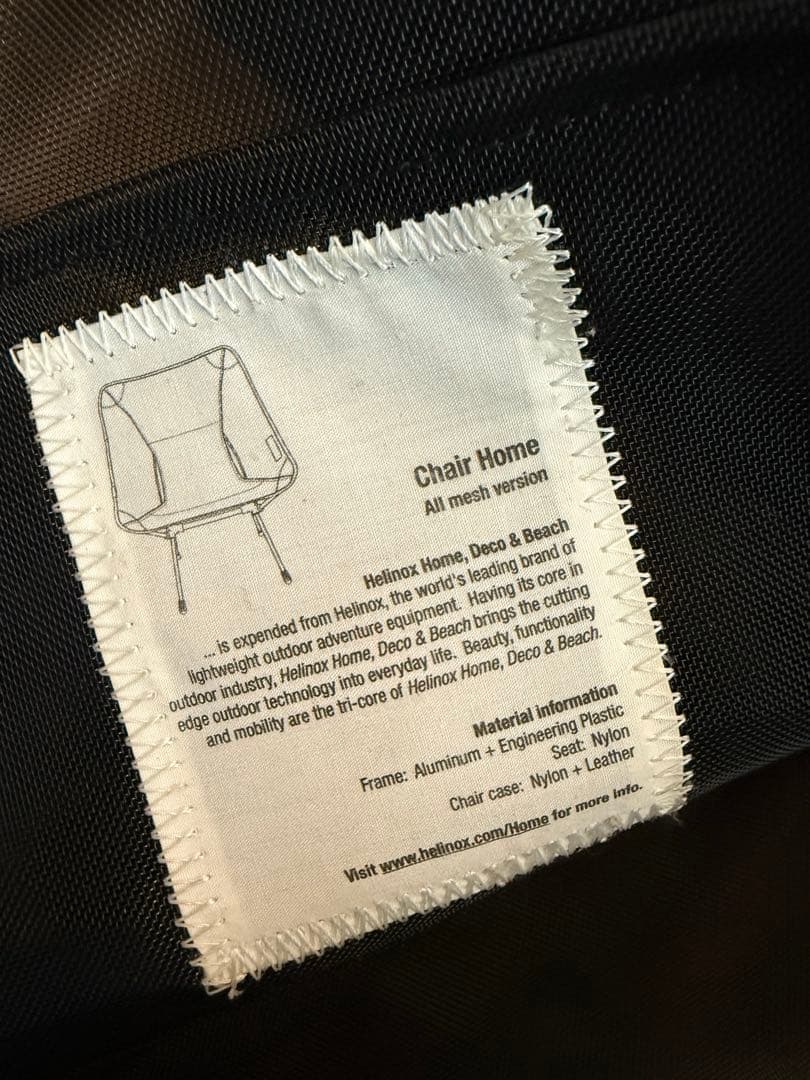 Chair Home
All mesh version
Helinox Home, Deco & Beach
... is expended from Helinox, the world's leading brand of
lightweight outdoor adventure equipment. Having its core in
outdoor industry, Helinox Home, Deco & Beach brings the cutting
edge outdoor technology into everyday life. Beauty, functionality
and mobility are the tri-core of Helinox Home, Deco & Beach.
Material information
Frame: Aluminum + Engineering Plastic
Seat: Nylon
Chair case: Nylon + Leather
Visit www.helinox.com/Home for more info.